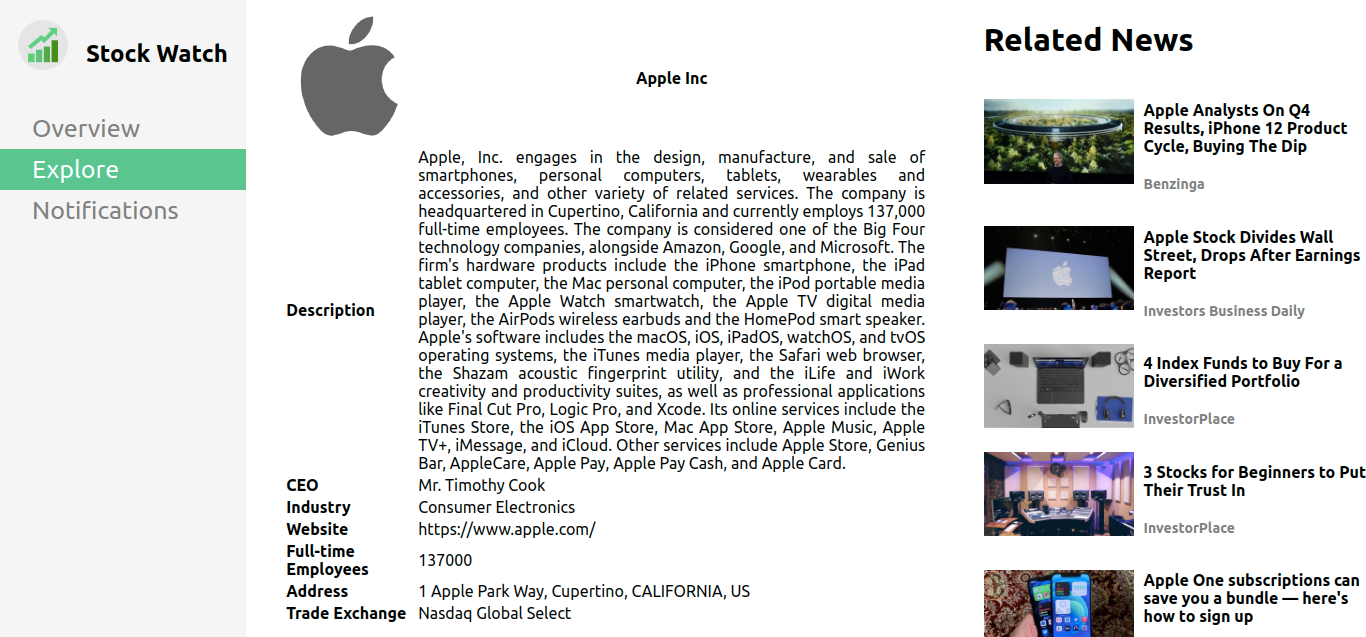 Stock Watch
Overview
Explore
Notifications
Apple Inc
Description
Apple, Inc. engages in the design, manufacture, and sale of
smartphones, personal computers, tablets, wearables and
accessories, and other variety of related services. The company is
headquartered in Cupertino, California and currently employs 137,000
full-time employees. The company is considered one of the Big Four
technology companies, alongside Amazon, Google, and Microsoft. The
firm's hardware products include the iPhone smartphone, the iPad
tablet computer, the Mac personal computer, the iPod portable media
player, the Apple Watch smartwatch, the Apple TV digital media
player, the AirPods wireless earbuds and the HomePod smart speaker.
Apple's software includes the macOS, iOS, iPadOS, watchOS, and tvOS
operating systems, the iTunes media player, the Safari web browser,
the Shazam acoustic fingerprint utility, and the iLife and iWork
creativity and productivity suites, as well as professional applications
like Final Cut Pro, Logic Pro, and Xcode. Its online services include the
iTunes Store, the iOS App Store, Mac App Store, Apple Music, Apple
TV+, iMessage, and iCloud. Other services include Apple Store, Genius
Bar, AppleCare, Apple Pay, Apple Pay Cash, and Apple Card.
CEO Mr. Timothy Cook
Industry Consumer Electronics
Website https://www.apple.com/
Full-time
Employees 137000
Address 1 Apple Park Way, Cupertino, CALIFORNIA, US
Trade Exchange Nasdaq Global Select
Related News
Apple Analysts On Q4
Results, iPhone 12 Product
Cycle, Buying The Dip
Benzinga
Apple Stock Divides Wall
Street, Drops After Earnings
Report
Investors Business Daily
4 Index Funds to Buy For a
Diversified Portfolio
InvestorPlace
3 Stocks for Beginners to Put
Their Trust In
InvestorPlace
Apple One subscriptions can
save you a bundle — here's
how to sign up